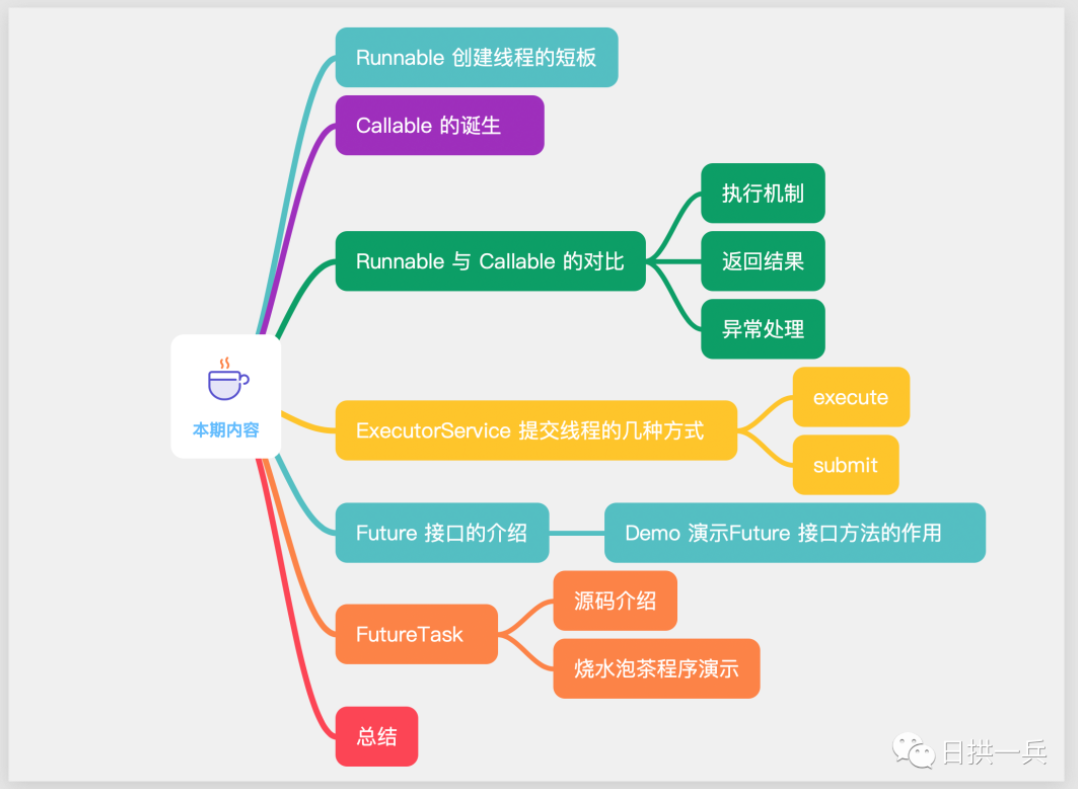 Runnable 创建线程的短板
Callable 的诞生
执行机制
Runnable 与 Callable 的对比
返回结果
异常处理
本期内容
execute
ExecutorService 提交线程的几种方式
submit
Future 接口的介绍
Demo 演示Future 接口方法的作用
源码介绍
FutureTask
烧水泡茶程序演示
总结
日拱一兵